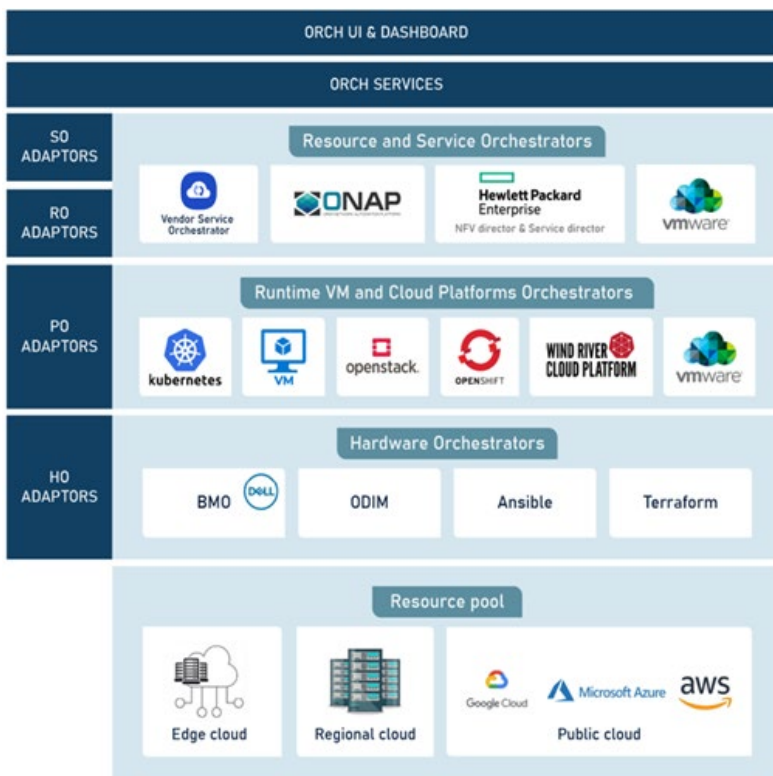 ORCH UI & DASHBOARD
ORCH SERVICES
SO
ADAPTORS
RO
ADAPTORS
Resource and Service Orchestrators
Vendor Service
Orchestrator
ONAP
Hewlett Packard
Enterprise
NFV director & Service director
vmware
PO
ADAPTORS
Runtime VM and Cloud Platforms Orchestrators
kubernetes
VM
openstack.
OPENSHIFT
WIND RIVER
CLOUD PLATFORM
vmware
HO
ADAPTORS
Hardware Orchestrators
BMO
DELL
ODIM
Ansible
Terraform
Resource pool
Edge cloud
Regional cloud
Google Cloud
Microsoft Azure
aws
Public cloud